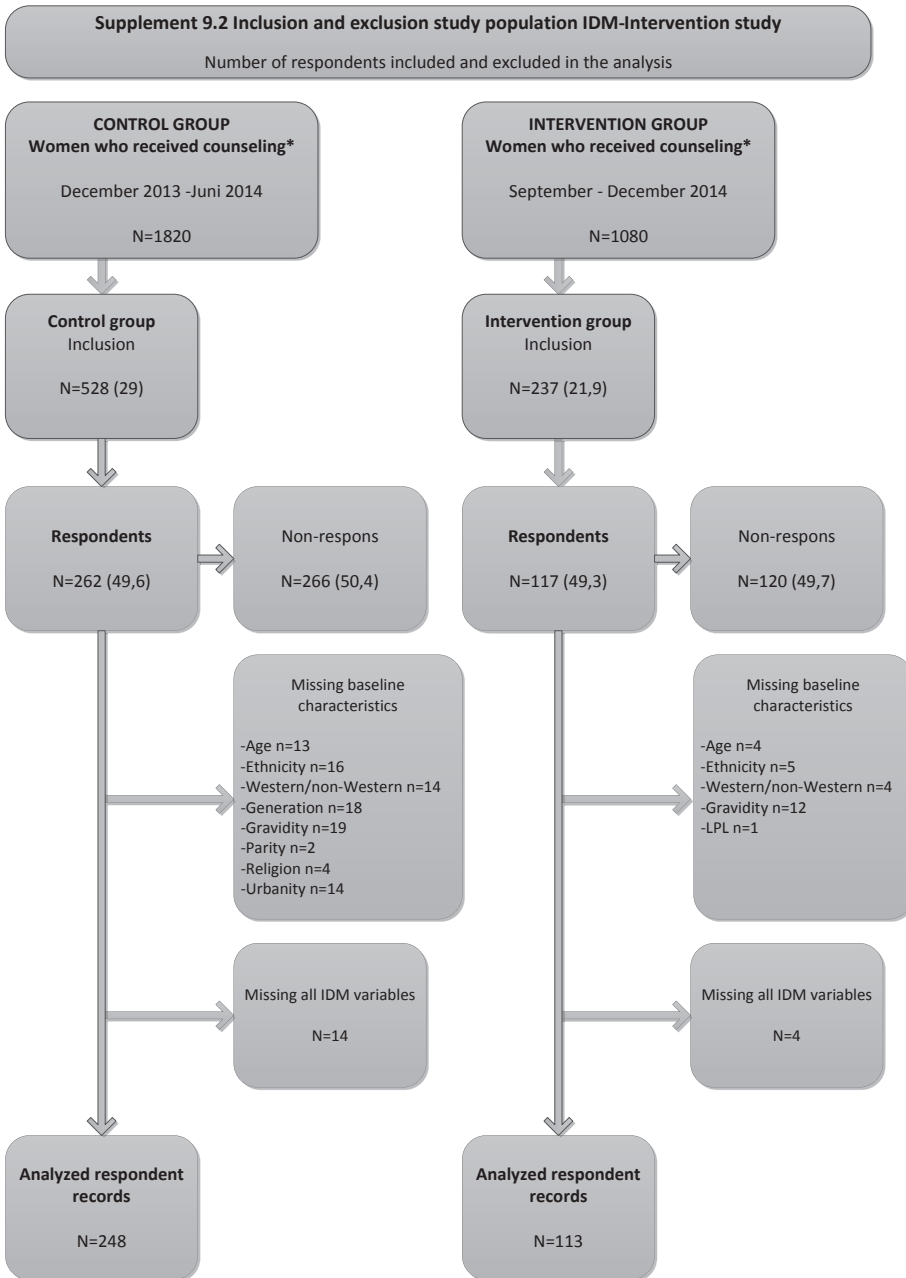 Supplement 9.2 Inclusion and exclusion study population IDM-Intervention study
Number of respondents included and excluded in the analysis
CONTROL GROUP
Women who received counseling*
December 2013 -Juni 2014
N=1820
INTERVENTION GROUP
Women who received counseling*
September - December 2014
N=1080
Control group
Inclusion
N=528 (29)
Intervention group
Inclusion
N=237 (21,9)
Respondents
N=262 (49,6)
Non-respons
N=266 (50,4)
Respondents
N=117 (49,3)
Non-respons
N=120 (49,7)
Missing baseline
characteristics
-Age n=13
-Ethnicity n=16
-Western/non-Western n=14
-Generation n=18
-Gravidity n=19
-Parity n=2
-Religion n=4
-Urbanity n=14
Missing baseline
characteristics
-Age n=4
-Ethnicity n=5
-Western/non-Western n=4
-Gravidity n=12
-LPL n=1
Missing all IDM variables
N=14
Missing all IDM variables
N=4
Analyzed respondent
records
N=248
Analyzed respondent
records
N=113